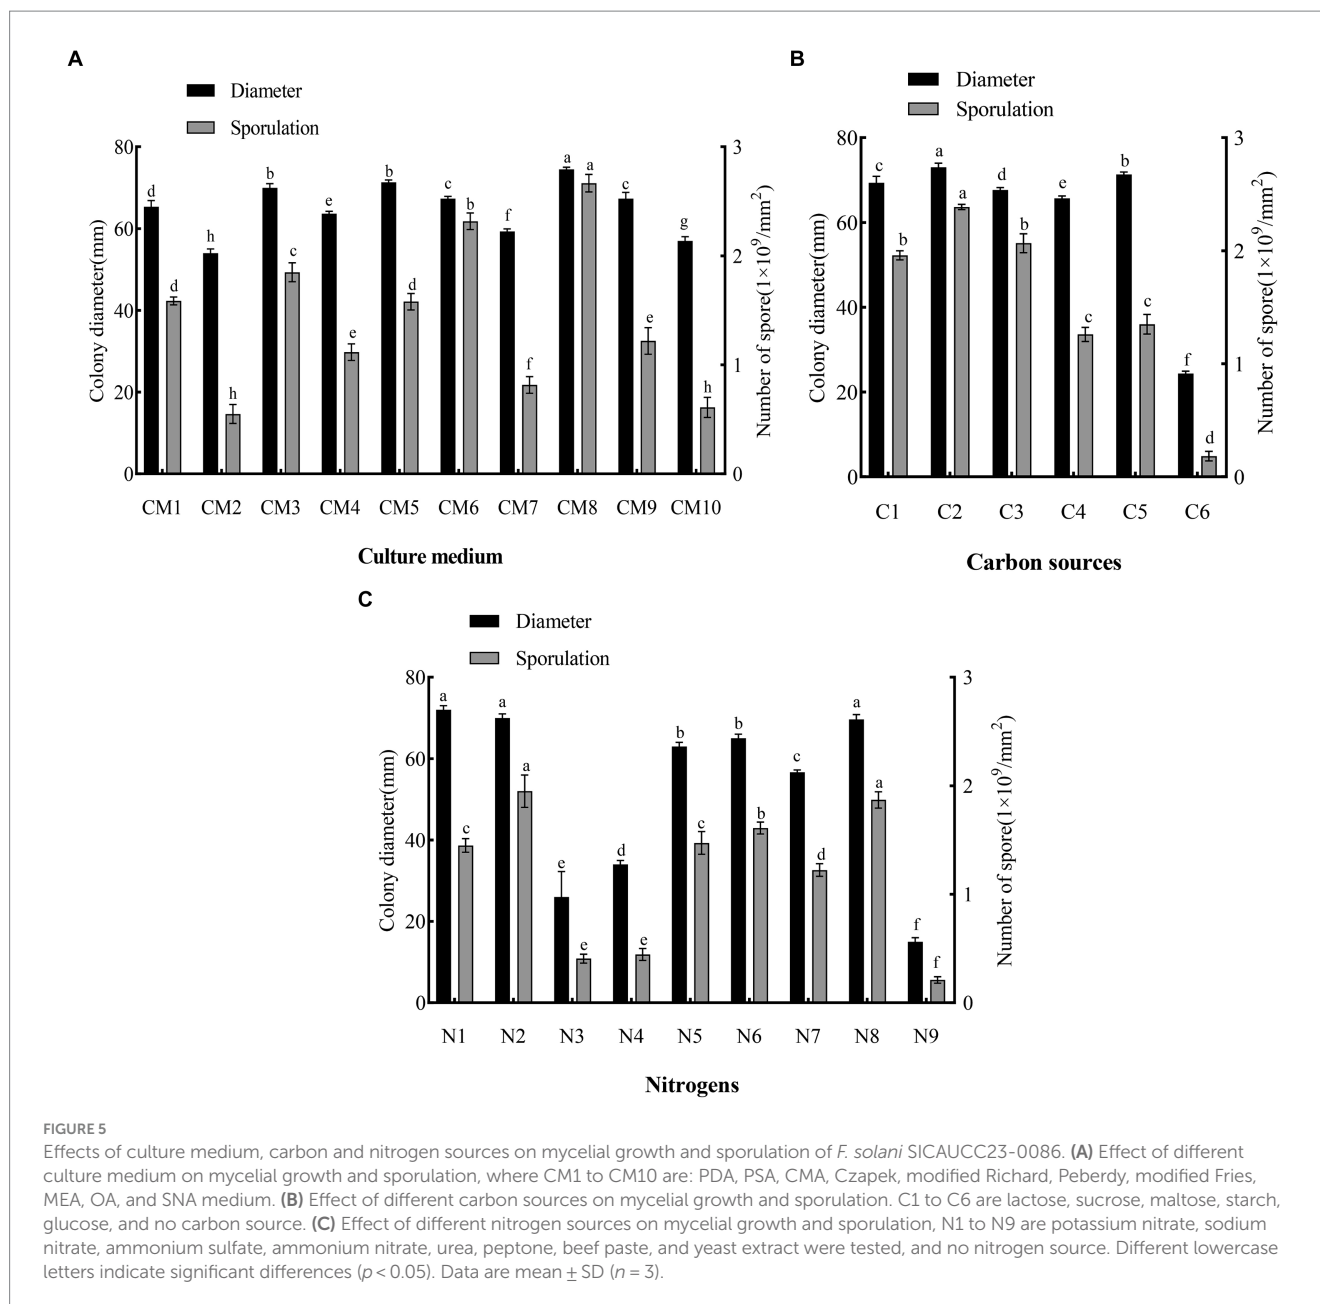 A
Diameter
Sporulation
80
60
40
20
0
Colony diameter(mm)
3
2
1
0
Number of spore(1×10⁹/mm²)
d d h h b c e e b d c b f f a a c e g h
CM1 CM2 CM3 CM4 CM5 CM6 CM7 CM8 CM9 CM10
Culture medium
B
Diameter
Sporulation
80
60
40
20
0
Colony diameter(mm)
3
2
1
0
Number of spore(1×10⁹/mm²)
c b a a d b e c b c f d
C1 C2 C3 C4 C5 C6
Carbon sources
C
Diameter
Sporulation
80
60
40
20
0
Colony diameter(mm)
3
2
1
0
Number of spore(1×10⁹/mm²)
a c a a e e d e b c b b c d a a f f
N1 N2 N3 N4 N5 N6 N7 N8 N9
Nitrogens
FIGURE 5
Effects of culture medium, carbon and nitrogen sources on mycelial growth and sporulation of F. solani SICAUCC23-0086. (A) Effect of different
culture medium on mycelial growth and sporulation, where CM1 to CM10 are: PDA, PSA, CMA, Czapek, modified Richard, Peberdy, modified Fries,
MEA, OA, and SNA medium. (B) Effect of different carbon sources on mycelial growth and sporulation. C1 to C6 are lactose, sucrose, maltose, starch,
glucose, and no carbon source. (C) Effect of different nitrogen sources on mycelial growth and sporulation, N1 to N9 are potassium nitrate, sodium
nitrate, ammonium sulfate, ammonium nitrate, urea, peptone, beef paste, and yeast extract were tested, and no nitrogen source. Different lowercase
letters indicate significant differences (p < 0.05). Data are mean ± SD (n = 3).